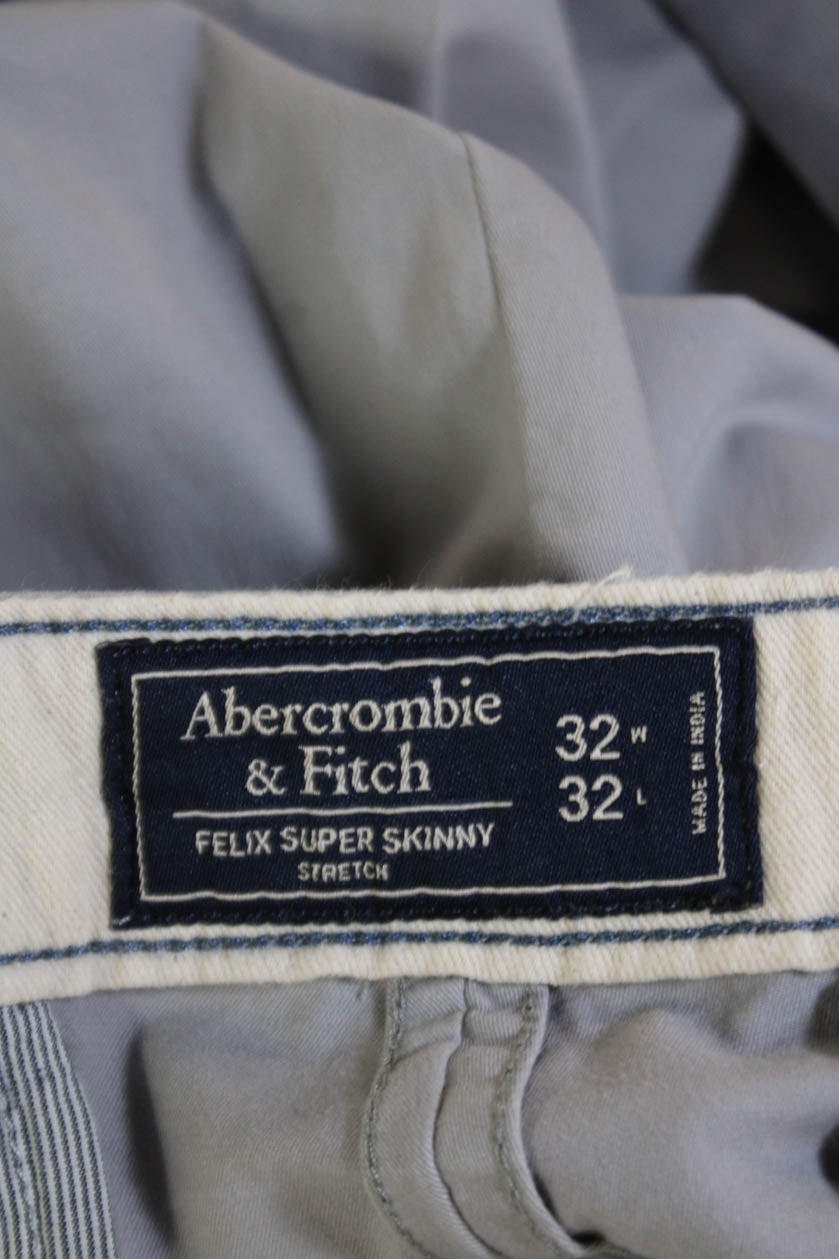 Abercrombie
& Fitch
FELIX SUPER SKINNY
STRETCH
32 W
32 L
MADE IN INDIA